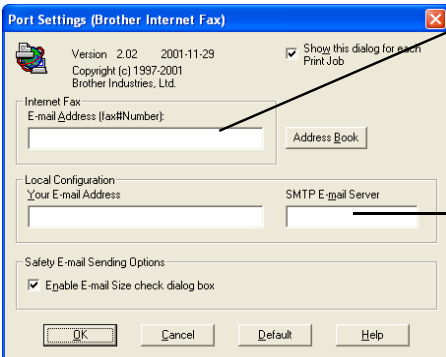 Port Settings (Brother Internet Fax)
Version 2.02 2001-11-29
Copyright (c) 1997-2001
Brother Industries, Ltd.
Show this dialog for each
Print Job
Internet Fax
E-mail Address (fax#Number):
Address Book
Local Configuration
Your E-mail Address
SMTP E-mail Server
Safety E-mail Sending Options
Enable E-mail Size check dialog box
OK Cancel Default Help